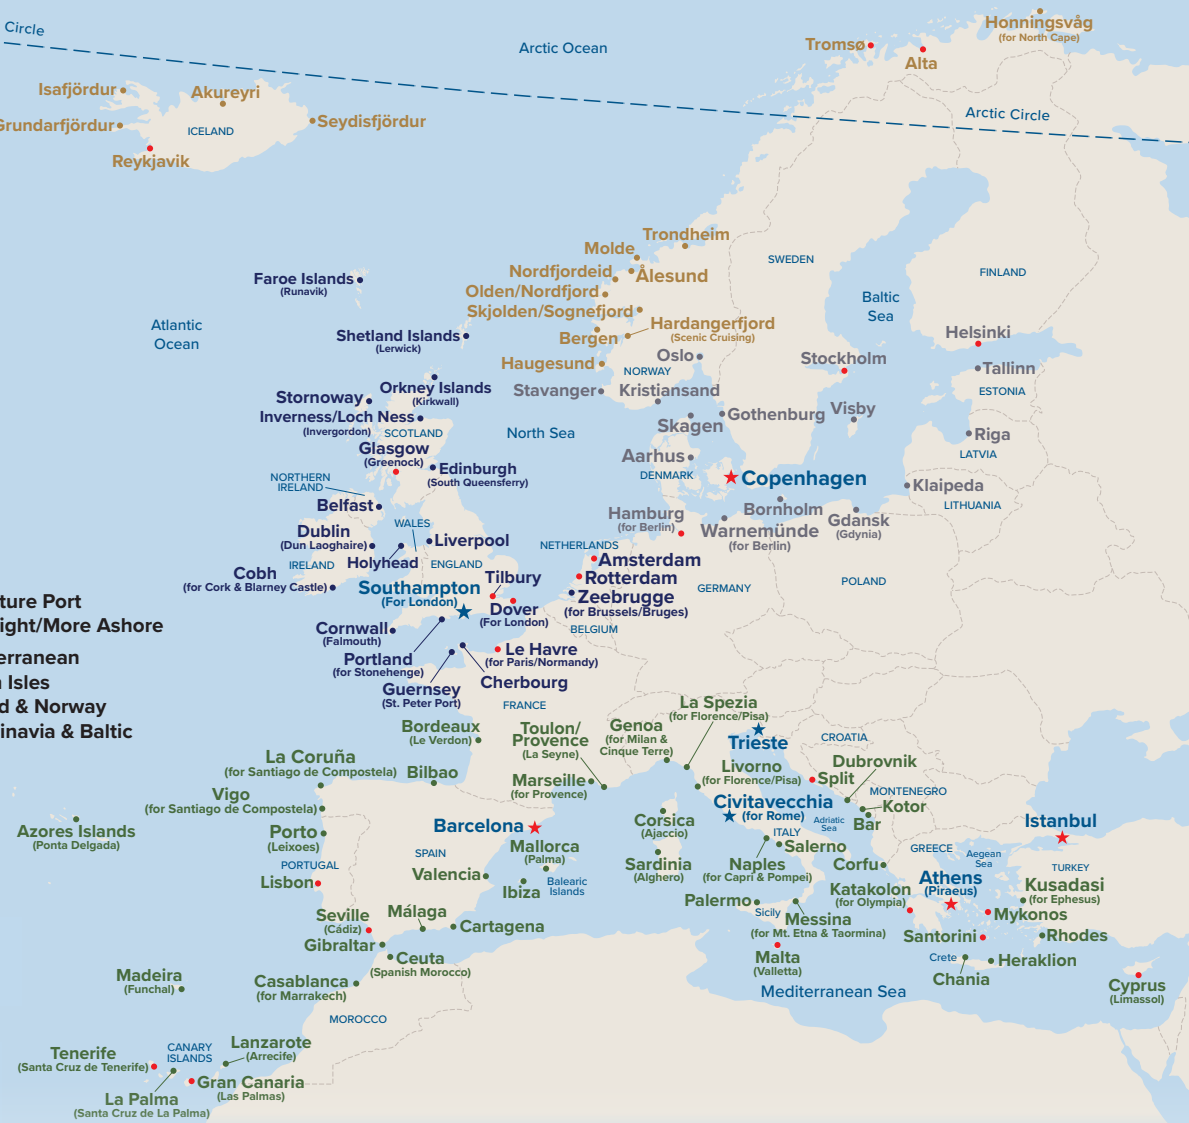 Circle
Arctic Ocean
Honningsvåg
(for North Cape)
Tromsø
Alta
Isafjördur
Akureyri
Grundarfjördur
Seydisfjördur
ICELAND
Reykjavik
Arctic Circle
Trondheim
Molde
Nordfjordeid
Ålesund
Olden/Nordfjord
Skjolden/Sognefjord
Hardangerfjord
(Scenic Cruising)
Bergen
Haugesund
SWEDEN
FINLAND
Baltic
Sea
Faroe Islands
(Runavik)
Atlantic
Ocean
Shetland Islands
(Lerwick)
Oslo
NORWAY
Stavanger
Kristiansand
Stockholm
Helsinki
Tallinn
ESTONIA
Orkney Islands
(Kirkwall)
Stornoway
Inverness/Loch Ness
(Invergordon)
SCOTLAND
North Sea
Skagen
Gothenburg
Visby
Riga
LATVIA
Glasgow
(Greenock)
Edinburgh
(South Queensferry)
Aarhus
DENMARK
Copenhagen
Klaipeda
LITHUANIA
NORTHERN
IRELAND
Belfast
Hamburg
(for Berlin)
Warnemünde
(for Berlin)
Bornholm
Gdansk
(Gdynia)
Dublin
(Dun Laoghaire)
WALES
Liverpool
Holyhead
NETHERLANDS
Amsterdam
IRELAND
ENGLAND
Cobh
(for Cork & Blarney Castle)
Southampton
(For London)
Tilbury
Rotterdam
Zeebrugge
(for Brussels/Bruges)
GERMANY
POLAND
Dover
(For London)
BELGIUM
ture Port
ight/More Ashore
erranean
n Isles
d & Norway
inavia & Baltic
Cornwall
(Falmouth)
Portland
(for Stonehenge)
Le Havre
(for Paris/Normandy)
Guernsey
(St. Peter Port)
Cherbourg
FRANCE
Bordeaux
(Le Verdon)
Toulon/
Provence
(La Seyne)
Genoa
(for Milan &
Cinque Terre)
La Spezia
(for Florence/Pisa)
Trieste
CROATIA
La Coruña
(for Santiago de Compostela)
Bilbao
Marseille
(for Provence)
Livorno
(for Florence/Pisa)
Split
Dubrovnik
MONTENEGRO
Kotor
Bar
Vigo
(for Santiago de Compostela)
Azores Islands
(Ponta Delgada)
Porto
(Leixoes)
PORTUGAL
Lisbon
Barcelona
SPAIN
Mallorca
(Palma)
Valencia
Ibiza
Balearic
Islands
Corsica
(Ajaccio)
Civitavecchia
(for Rome)
Adriatic
Sea
ITALY
Salerno
Sardinia
(Alghero)
Naples
(for Capri & Pompei)
Corfu
GREECE
Aegean
Sea
Istanbul
TURKEY
Athens
(Piraeus)
Kusadasi
(for Ephesus)
Katakolon
(for Olympia)
Mykonos
Palermo
Sicily
Messina
(for Mt. Etna & Taormina)
Santorini
Rhodes
Seville
(Cádiz)
Málaga
Cartagena
Gibraltar
Ceuta
(Spanish Morocco)
Malta
(Valletta)
Crete
Chania
Heraklion
Cyprus
(Limassol)
Mediterranean Sea
Madeira
(Funchal)
Casablanca
(for Marrakech)
MOROCCO
Tenerife
(Santa Cruz de Tenerife)
CANARY
ISLANDS
Lanzarote
(Arrecife)
Gran Canaria
(Las Palmas)
La Palma
(Santa Cruz de La Palma)